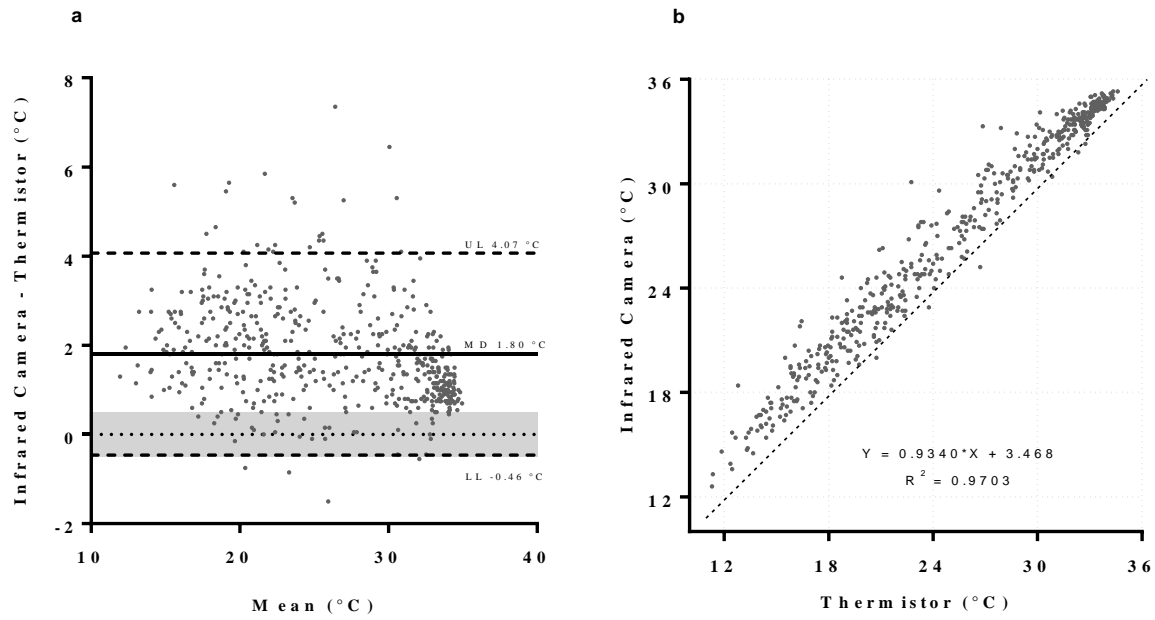 a
8
6
4
2
0
-2
10
20
30
40
Infrared Camera - Thermistor (°C)
Mean (°C)
UL 4.07 °C
MD 1.80 °C
LL -0.46 °C
b
36
30
24
18
12
12
18
24
30
36
Infrared Camera (°C)
Thermistor (°C)
Y = 0.9340*X + 3.468
R² = 0.9703